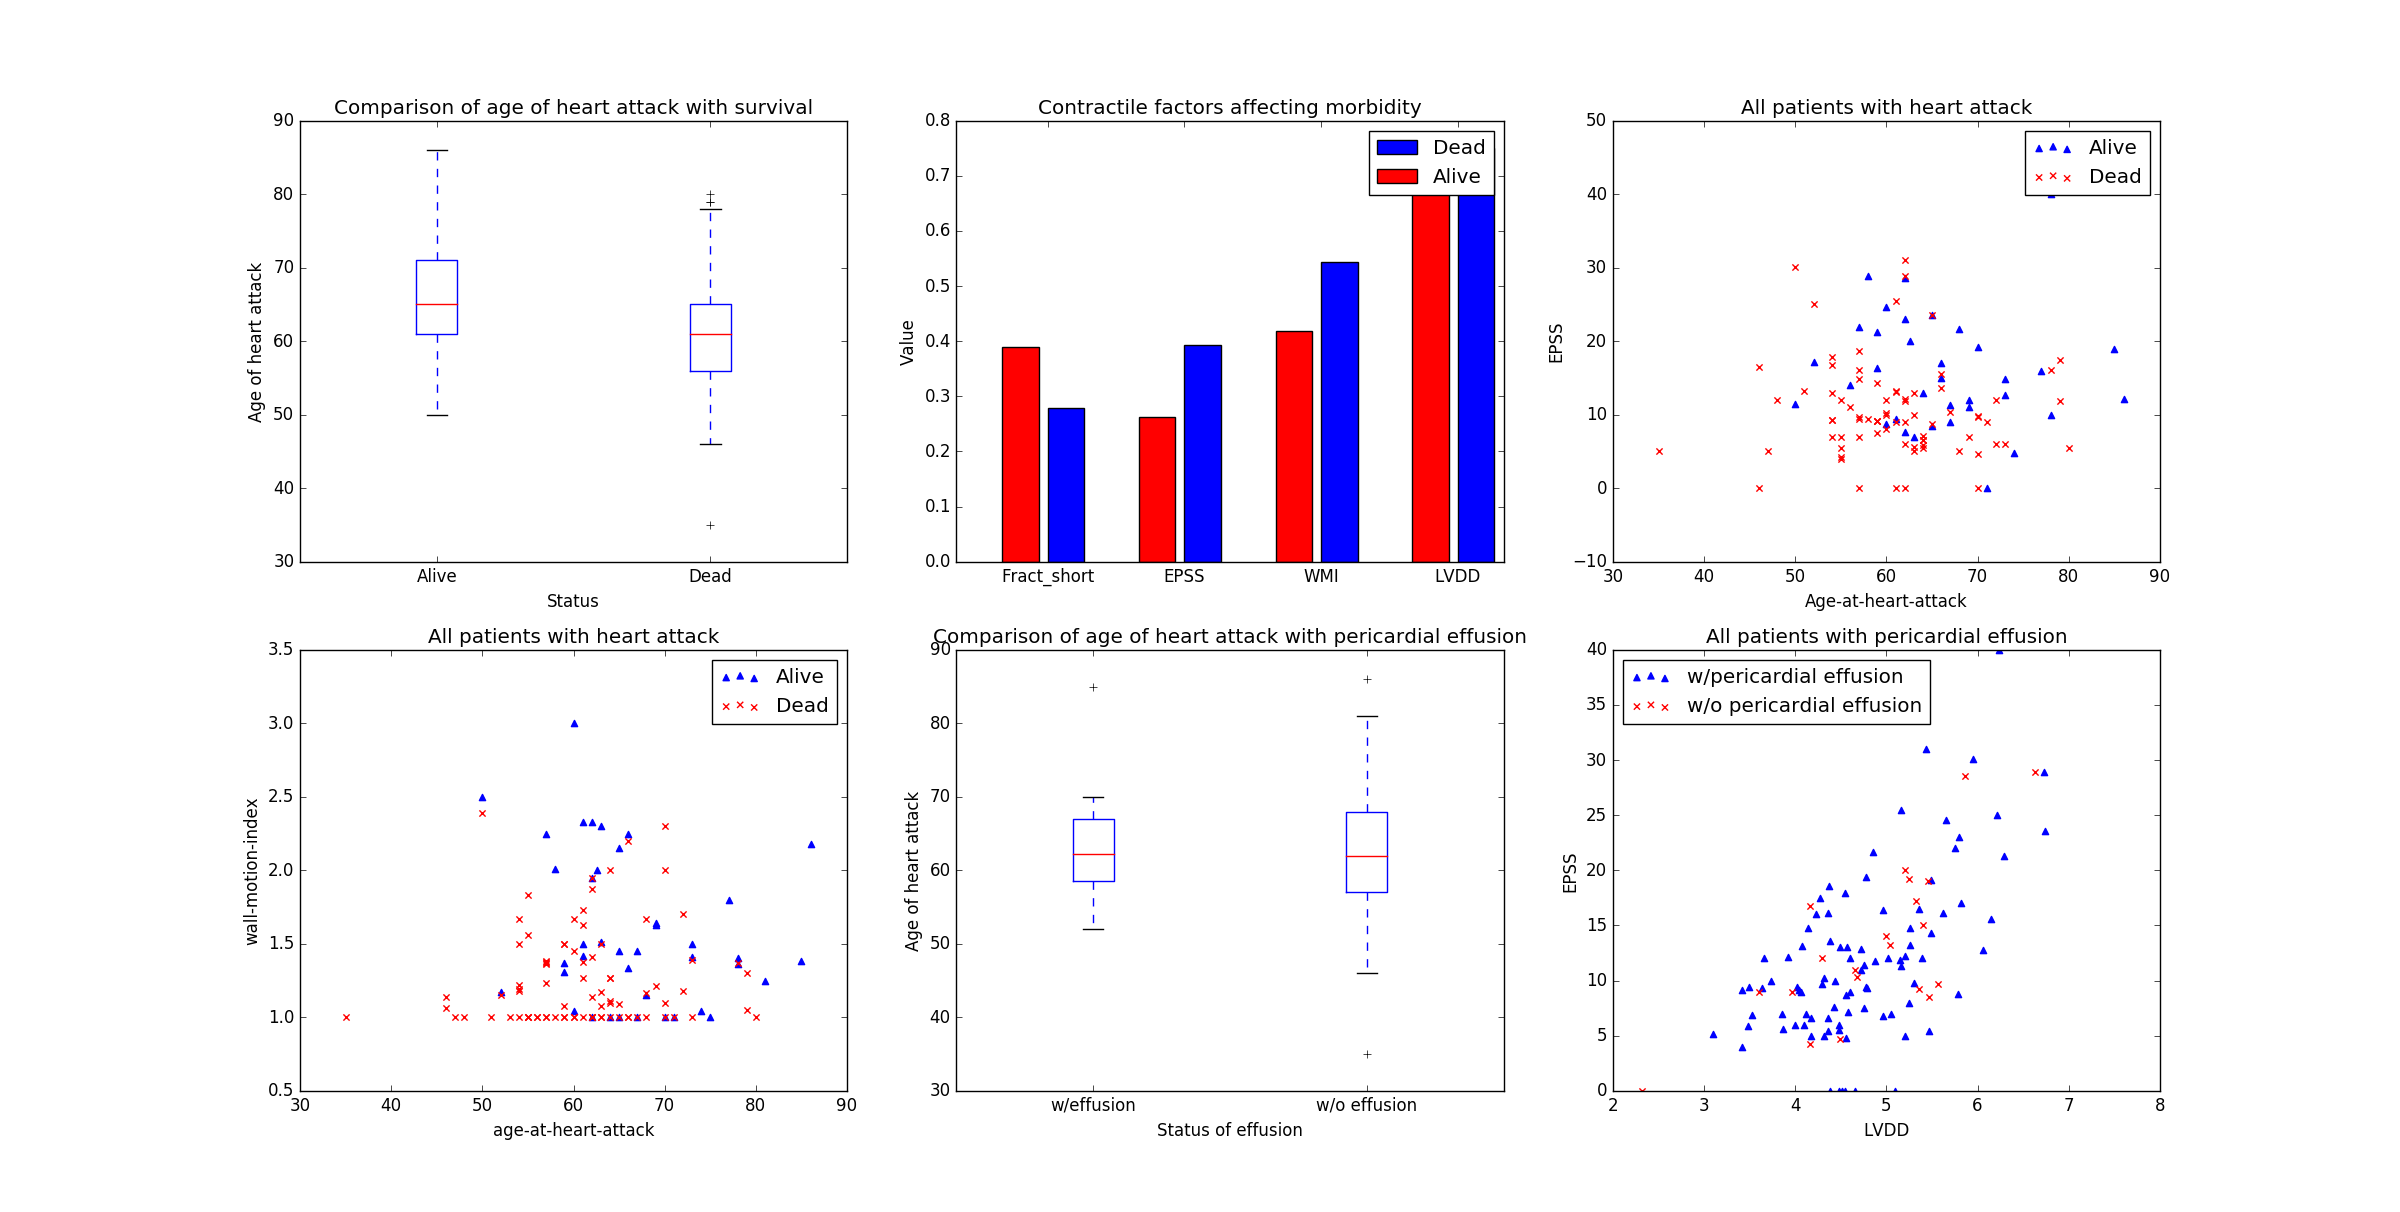 Comparison of age of heart attack with survival
90
80
70
60
50
40
30
Age of heart attack
Alive
Dead
Status
Contractile factors affecting morbidity
0.8
0.7
0.6
0.5
0.4
0.3
0.2
0.1
0.0
Value
Dead
Alive
Fract_short
EPSS
WMI
LVDD
All patients with heart attack
50
40
30
20
10
0
−10
EPSS
Alive
Dead
30
40
50
60
70
80
90
Age-at-heart-attack
All patients with heart attack
3.5
3.0
2.5
2.0
1.5
1.0
0.5
wall-motion-index
Alive
Dead
30
40
50
60
70
80
90
age-at-heart-attack
Comparison of age of heart attack with pericardial effusion
90
80
70
60
50
40
30
Age of heart attack
w/effusion
w/o effusion
Status of effusion
All patients with pericardial effusion
40
35
30
25
20
15
10
5
0
EPSS
w/pericardial effusion
w/o pericardial effusion
2
3
4
5
6
7
8
LVDD